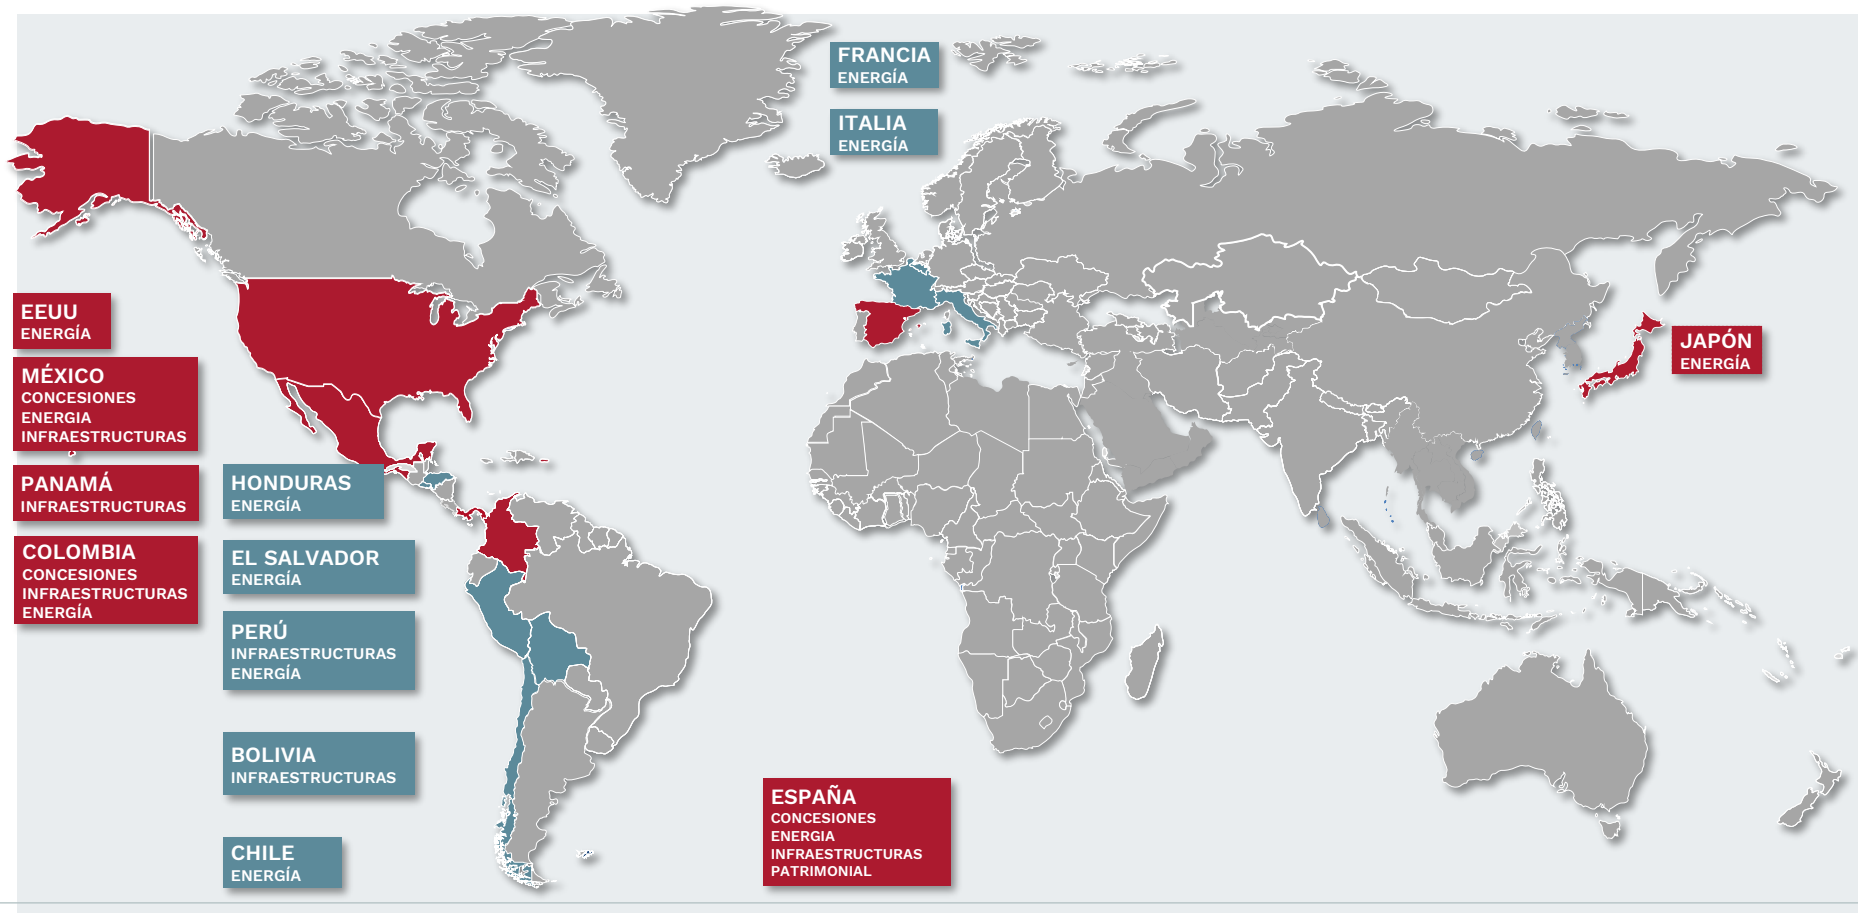 FRANCIA
ENERGÍA
ITALIA
ENERGÍA
EEUU
ENERGÍA
MÉXICO
CONCESIONES
ENERGIA
INFRAESTRUCTURAS
PANAMÁ
INFRAESTRUCTURAS
COLOMBIA
CONCESIONES
INFRAESTRUCTURAS
ENERGÍA
HONDURAS
ENERGÍA
EL SALVADOR
ENERGÍA
PERÚ
INFRAESTRUCTURAS
ENERGÍA
BOLIVIA
INFRAESTRUCTURAS
CHILE
ENERGÍA
ESPAÑA
CONCESIONES
ENERGIA
INFRAESTRUCTURAS
PATRIMONIAL
JAPÓN
ENERGÍA